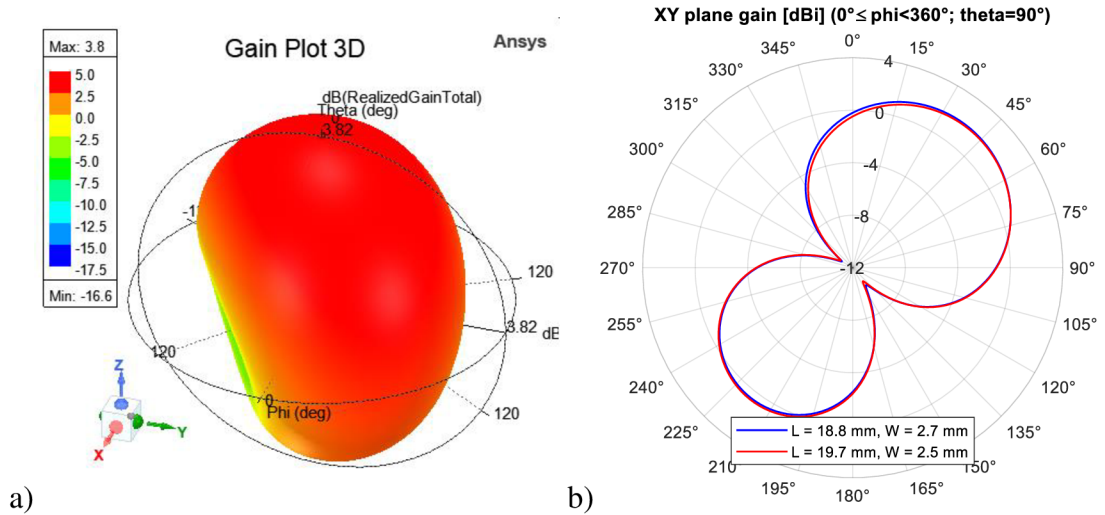 Max: 3.8
5.0
2.5
0.0
-2.5
-5.0
-7.5
-10.0
-12.5
-15.0
-17.5
Min: -16.6
Gain Plot 3D
Ansys
dB(RealizedGainTotal)
Theta (deg)
0
3.82
120
3.82 dB
120
120
0
Phi (deg)
Z
Y
X
a)
XY plane gain [dBi] (0°≤ phi<360°; theta=90°)
0°
15°
30°
45°
60°
75°
90°
105°
120°
135°
150°
165°
180°
195°
210
225°
240°
255°
270°
285°
300°
315°
330°
345°
4
0
-4
-8
-12
L = 18.8 mm, W = 2.7 mm
L = 19.7 mm, W = 2.5 mm
b)